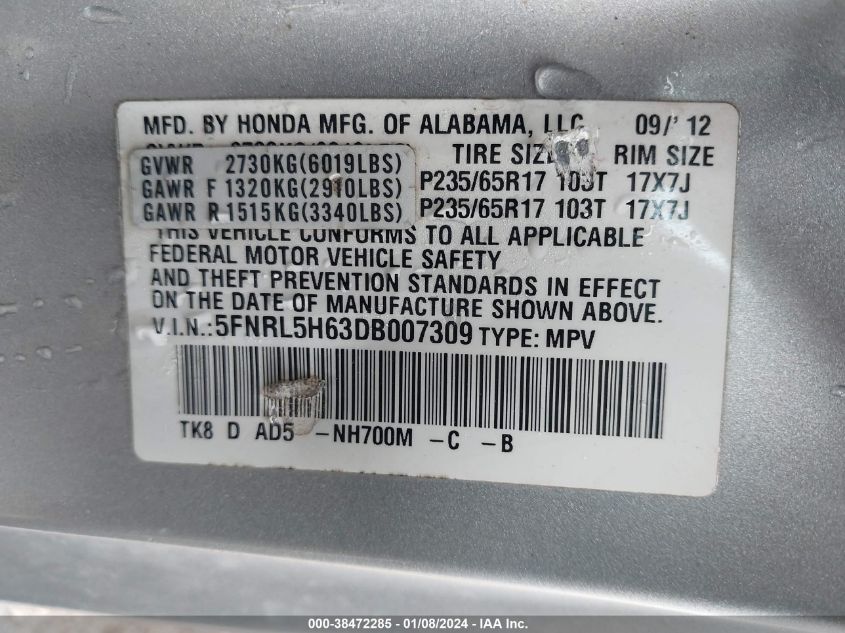 MFD. BY HONDA MFG. OF ALABAMA, LLC 09/'12
TIRE SIZE RIM SIZE
GVWR 2730KG(6019LBS)
GAWR F 1320KG(2910LBS) P235/65R17 103T 17X7J
GAWR R 1515KG(3340LBS) P235/65R17 103T 17X7J
THIS VEHICLE CONFORMS TO ALL APPLICABLE
FEDERAL MOTOR VEHICLE SAFETY
AND THEFT PREVENTION STANDARDS IN EFFECT
ON THE DATE OF MANUFACTURE SHOWN ABOVE.
V.I.N.:5FNRL5H63DB007309 TYPE: MPV
TK8 D AD5 -NH700M -C -B
000-38472285 - 01/08/2024 - IAA Inc.